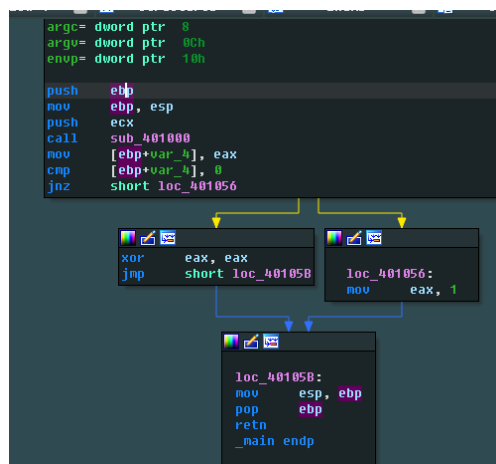 argc= dword ptr  8
argv= dword ptr  0Ch
envp= dword ptr  10h
push    ebp
mov     ebp, esp
push    ecx
call    sub_401000
mov     [ebp+var_4], eax
cmp     [ebp+var_4], 0
jnz     short loc_401056
xor     eax, eax
jmp     short loc_40105B
loc_401056:
mov     eax, 1
loc_40105B:
mov     esp, ebp
pop     ebp
retn
_main endp